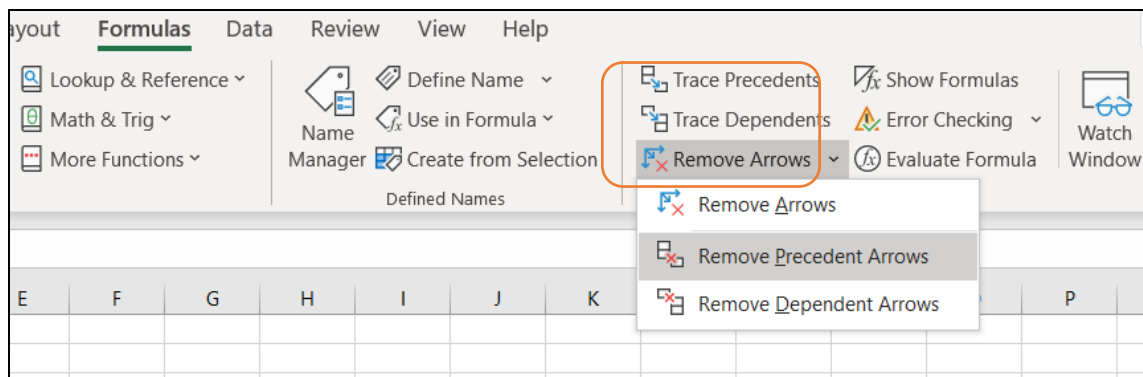 ayout Formulas Data Review View Help
Lookup & Reference
Math & Trig
More Functions
Name
Manager
Define Name
Use in Formula
Create from Selection
Defined Names
Trace Precedents
Trace Dependents
Remove Arrows
Show Formulas
Error Checking
Evaluate Formula
Watch
Window
Remove Arrows
Remove Precedent Arrows
Remove Dependent Arrows
E F G H I J K P